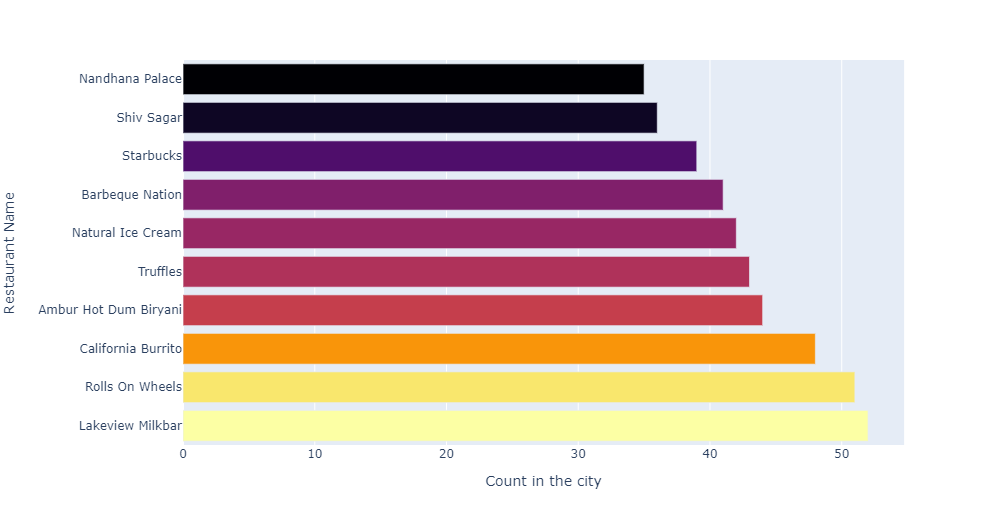 Restaurant Name
Nandhana Palace
Shiv Sagar
Starbucks
Barbeque Nation
Natural Ice Cream
Truffles
Ambur Hot Dum Biryani
California Burrito
Rolls On Wheels
Lakeview Milkbar
0 10 20 30 40 50
Count in the city